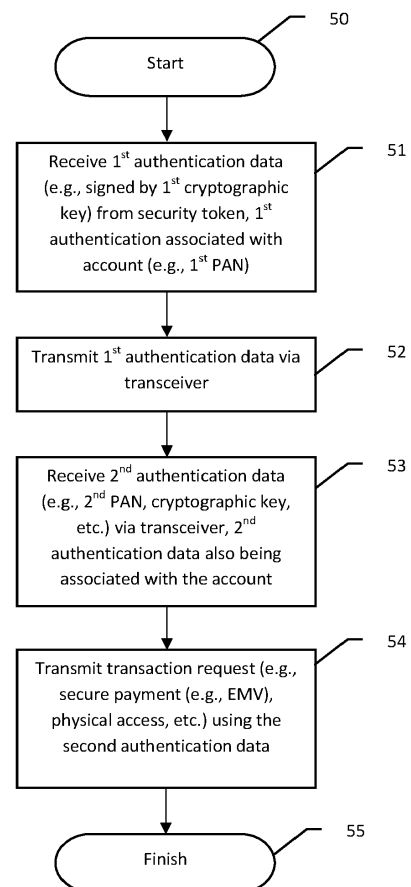 50
Start
51
Receive 1st authentication data
(e.g., signed by 1st cryptographic
key) from security token, 1st
authentication associated with
account (e.g., 1st PAN)
52
Transmit 1st authentication data via
transceiver
53
Receive 2nd authentication data
(e.g., 2nd PAN, cryptographic key,
etc.) via transceiver, 2nd
authentication data also being
associated with the account
54
Transmit transaction request (e.g.,
secure payment (e.g., EMV),
physical access, etc.) using the
second authentication data
55
Finish